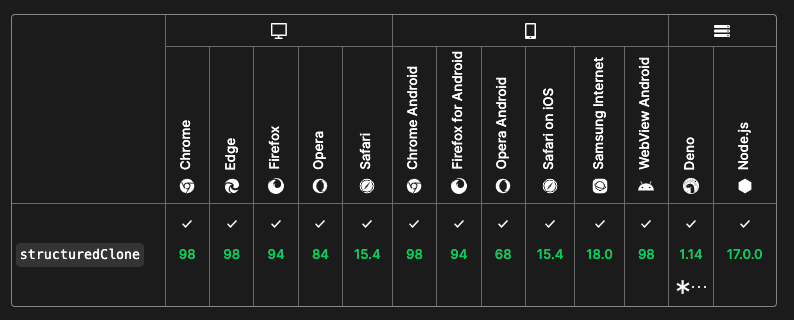 Chrome
Edge
Firefox
Opera
Safari
Chrome Android
Firefox for Android
Opera Android
Safari on iOS
Samsung Internet
WebView Android
Deno
Node.js
structuredClone 98 98 94 84 15.4 98 94 68 15.4 18.0 98 1.14 17.0.0